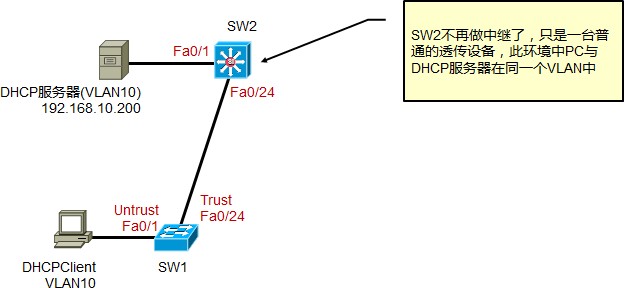 SW2
SW2不再做中继了，只是一台普
通的透传设备，此环境中PC与
DHCP服务器在同一个VLAN中
Fa0/1
Fa0/24
DHCP服务器(VLAN10)
192.168.10.200
Trust
Fa0/24
Untrust
Fa0/1
DHCPClient
VLAN10
SW1